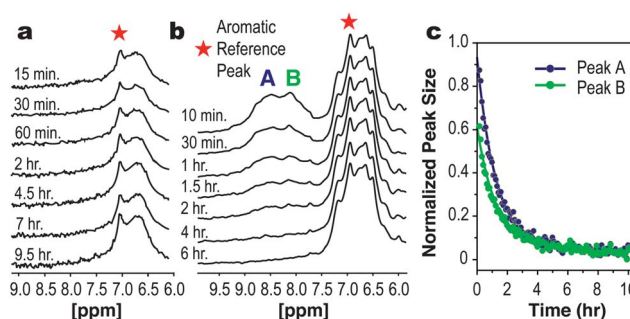 a
15 min.
30 min.
60 min.
2 hr.
4.5 hr.
7 hr.
9.5 hr.
9.0 8.5 8.0 7.5 7.0 6.5 6.0
[ppm]
b
Aromatic
Reference
Peak
A B
10 min.
30 min.
1 hr.
1.5 hr.
2 hr.
4 hr.
6 hr.
9.0 8.5 8.0 7.5 7.0 6.5 6.0
[ppm]
c
Normalized Peak Size
1.0
0.8
0.6
0.4
0.2
0
Peak A
Peak B
0 2 4 6 8 10
Time (hr)